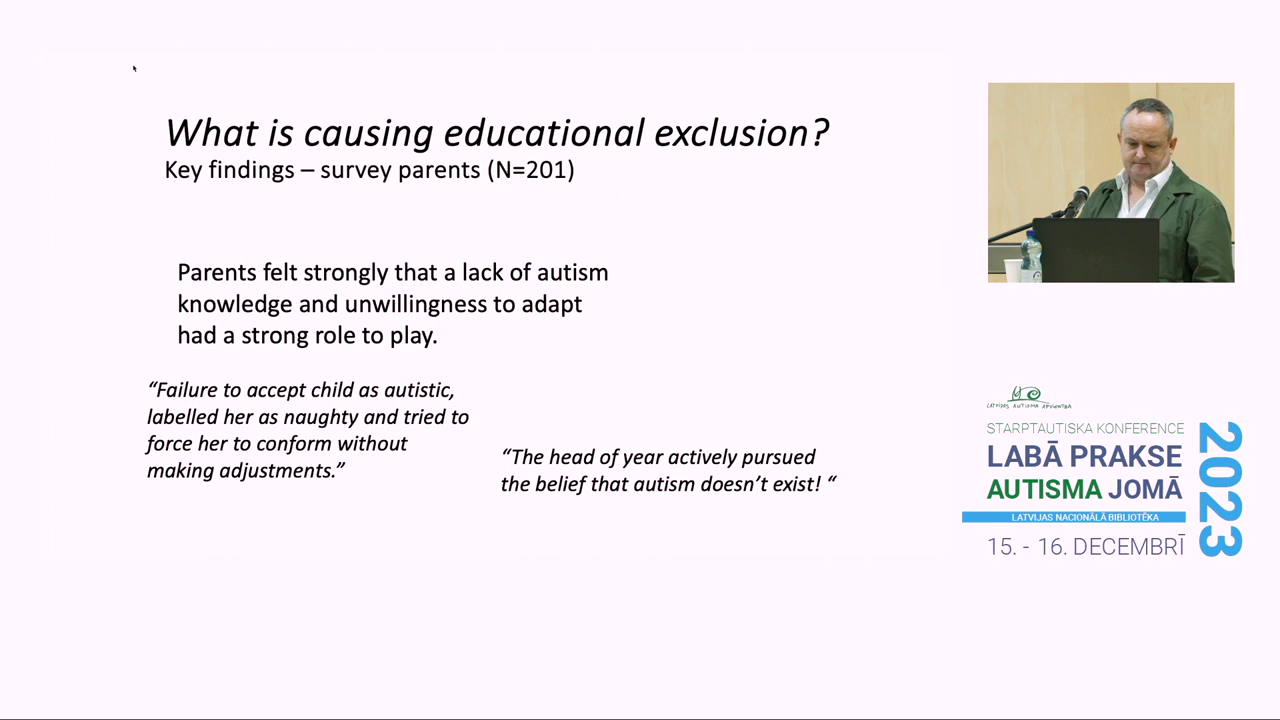 What is causing educational exclusion?
Key findings – survey parents (N=201)
Parents felt strongly that a lack of autism
knowledge and unwillingness to adapt
had a strong role to play.
“Failure to accept child as autistic,
labelled her as naughty and tried to
force her to conform without
making adjustments.”
“The head of year actively pursued
the belief that autism doesn’t exist! “
LATVIJAS AUTISMA APVIENĪBA
STARPTAUTISKA KONFERENCE
LABĀ PRAKSE
AUTISMA JOMĀ
LATVIJAS NACIONĀLĀ BIBLIOTĒKA
15. - 16. DECEMBRĪ
2023